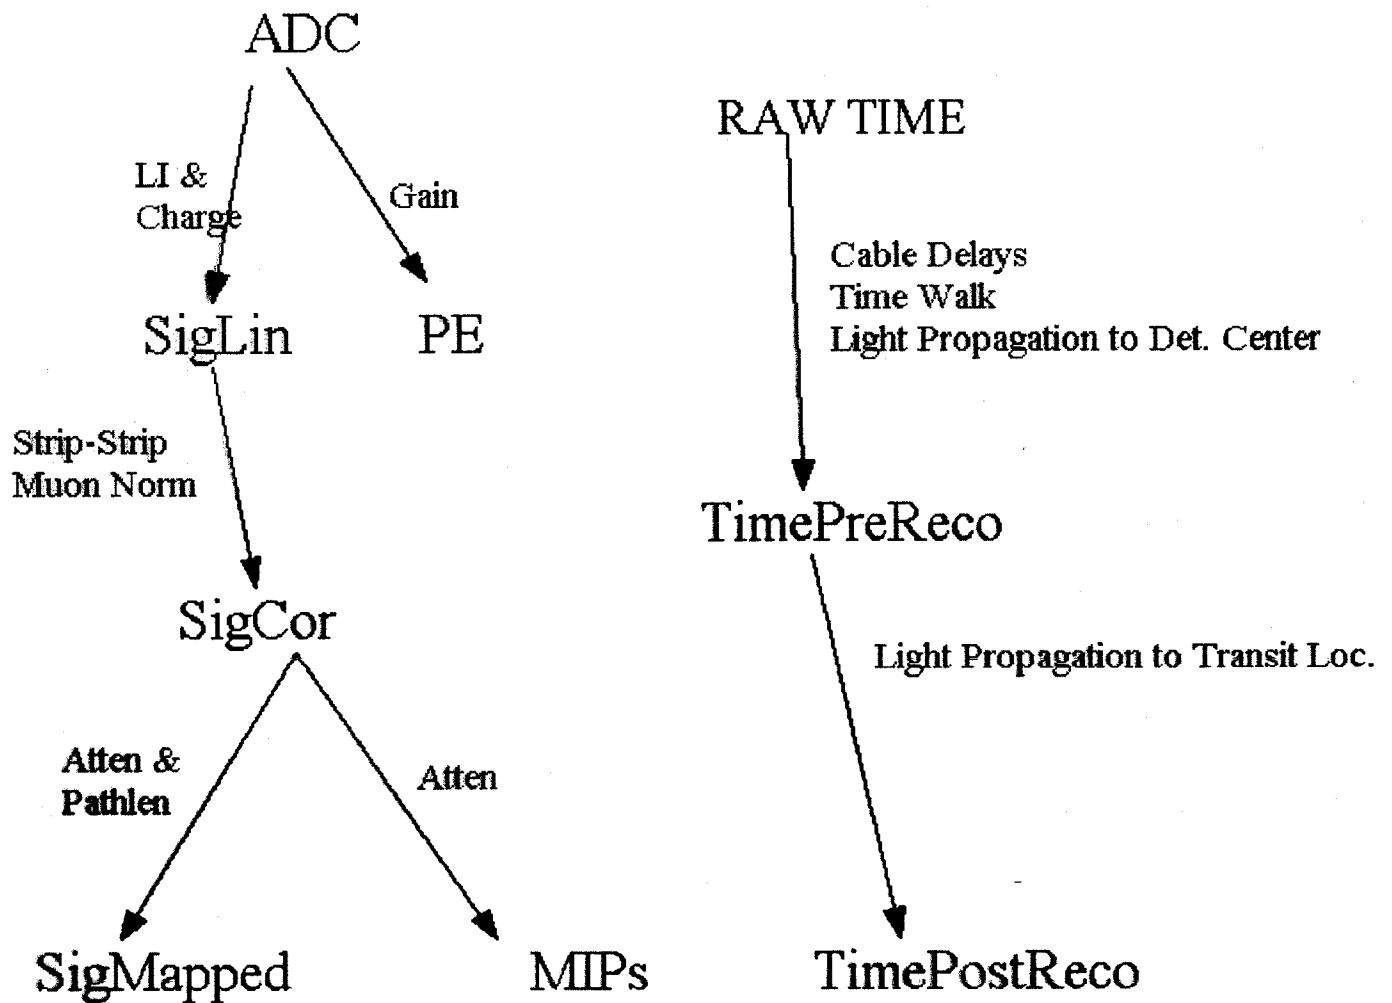 ADC
LI &
Charge
Gain
SigLin
PE
Strip-Strip
Muon Norm
SigCor
Atten &
Pathlen
Atten
SigMapped
MIPs
RAW TIME
Cable Delays
Time Walk
Light Propagation to Det. Center
TimePreReco
Light Propagation to Transit Loc.
TimePostReco